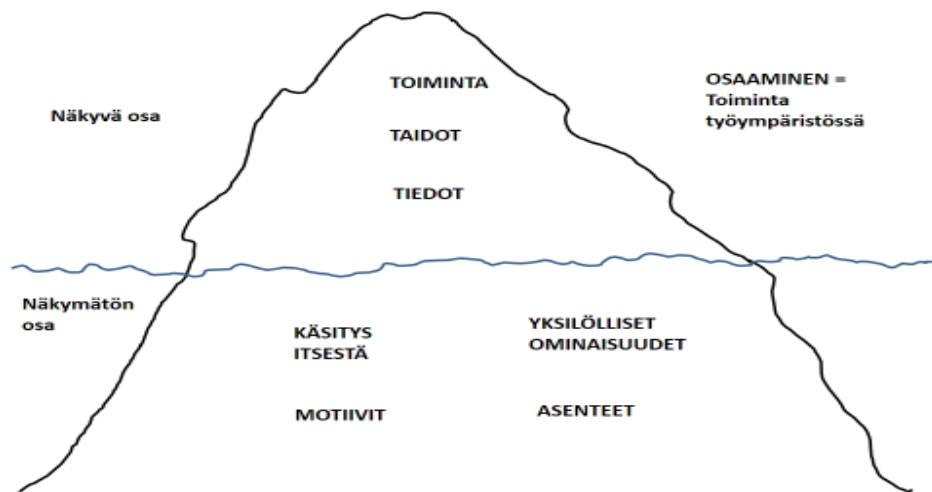 TOIMINTA
OSAAMINEN =
Toiminta
työympäristössä
Näkyvä osa
TAIDOT
TIEDOT
Näkymätön
osa
KÄSITYS
ITSESTÄ
YKSILÖLLISET
OMINAISUUDET
MOTIIVIT
ASENTEET